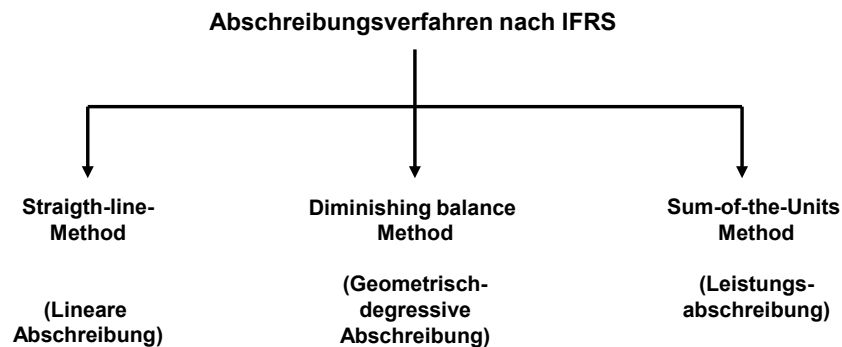 Abschreibungsverfahren nach IFRS
Straigth-line-
Method
(Lineare
Abschreibung)
Diminishing balance
Method
(Geometrisch-
degressive
Abschreibung)
Sum-of-the-Units
Method
(Leistungs-
abschreibung)